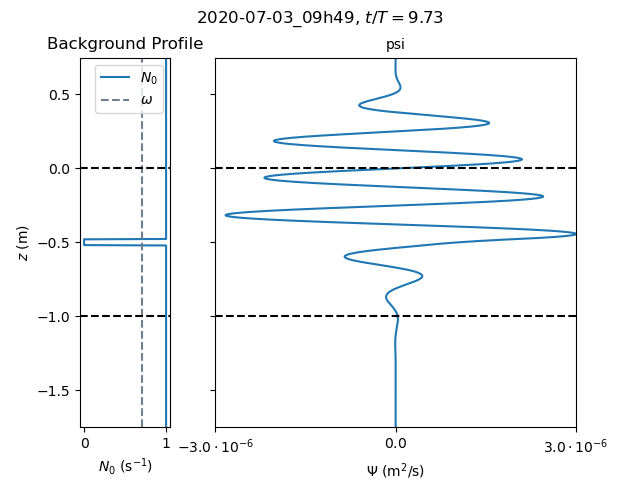 2020-07-03_09h49, t/T = 9.73
Background Profile
psi
N₀
ω
0.5
0.0
−0.5
−1.0
−1.5
z (m)
0
1
−3.0 · 10⁻⁶
0.0
3.0 · 10⁻⁶
N₀ (s⁻¹)
Ψ (m²/s)